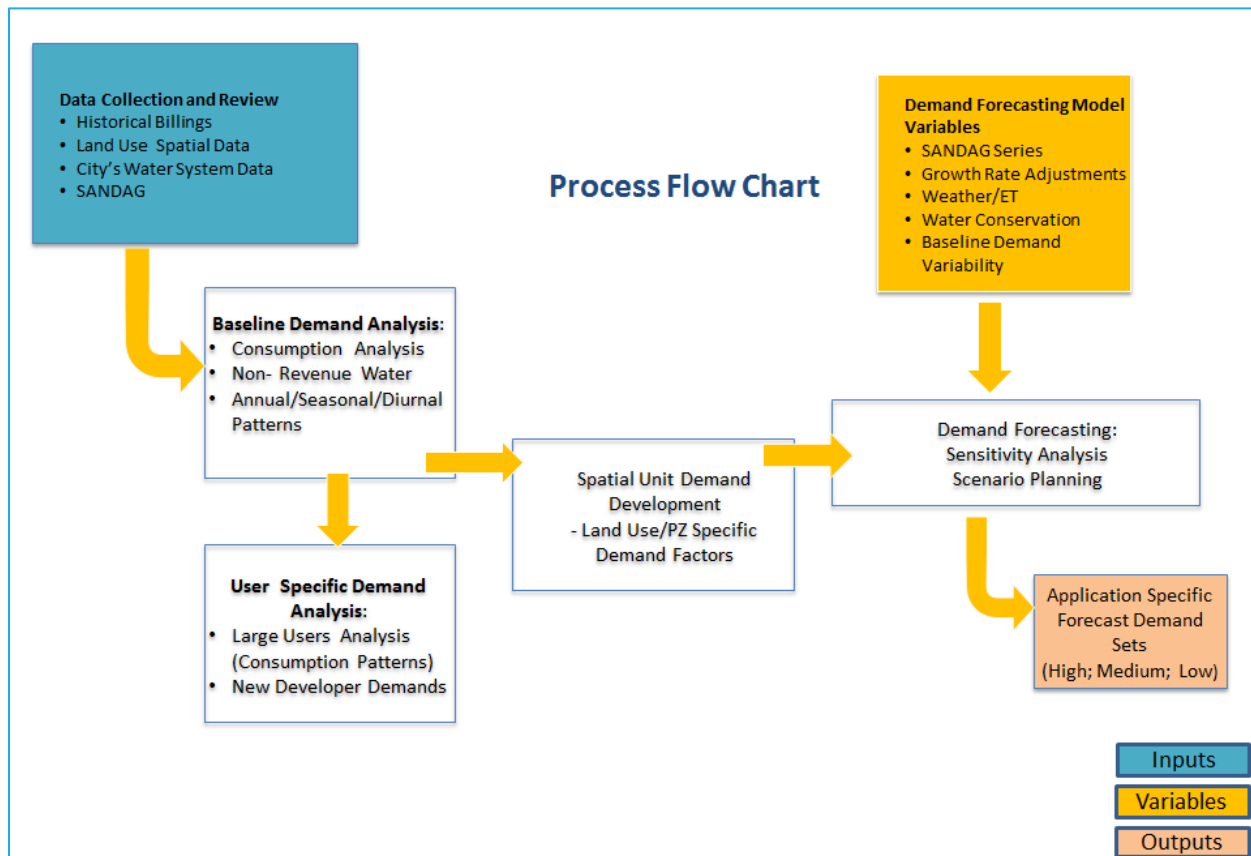 Data Collection and Review
• Historical Billings
• Land Use Spatial Data
• City's Water System Data
• SANDAG
Demand Forecasting Model
Variables
• SANDAG Series
• Growth Rate Adjustments
• Weather/ET
• Water Conservation
• Baseline Demand
Variability
Process Flow Chart
Baseline Demand Analysis:
• Consumption Analysis
• Non- Revenue Water
• Annual/Seasonal/Diurnal
Patterns
Spatial Unit Demand
Development
- Land Use/PZ Specific
Demand Factors
Demand Forecasting:
Sensitivity Analysis
Scenario Planning
User Specific Demand
Analysis:
• Large Users Analysis
(Consumption Patterns)
• New Developer Demands
Application Specific
Forecast Demand
Sets
(High; Medium; Low)
Inputs
Variables
Outputs